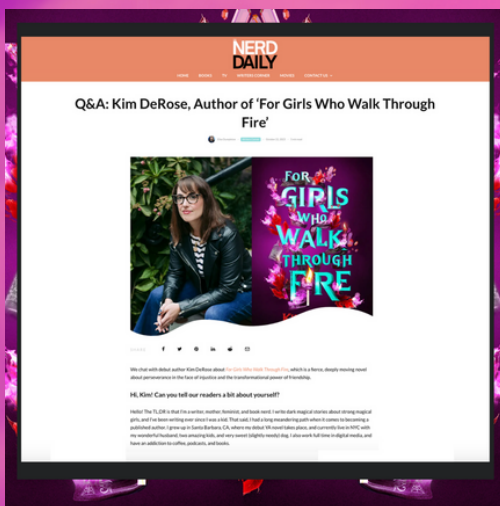 NERD
DAILY
HOME BOOKS TV WRITERS CORNER MOVIES CONTACT US
Q&A: Kim DeRose, Author of ‘For Girls Who Walk Through
Fire’
FOR
GIRLS
WHO
WALK
THROUGH
FIRE
We chat with debut author Kim DeRose about For Girls Who Walk Through Fire, which is a fierce, deeply moving novel
about perseverance in the face of injustice and the transformational power of friendship.
Hi, Kim! Can you tell our readers a bit about yourself?
Hello! The TL;DR is that I'm a writer, mother, feminist, and book nerd. I write dark magical stories about strong magical
girls, and I've been writing ever since I was a kid. That said, I had a long meandering path when it comes to becoming a
published author. I grew up in Santa Barbara, CA, where my debut YA novel takes place, and currently live in NYC with
my wonderful husband, two amazing kids, and very sweet (slightly needy) dog. I also work full time in digital media, and
have an addiction to coffee, podcasts, and books.